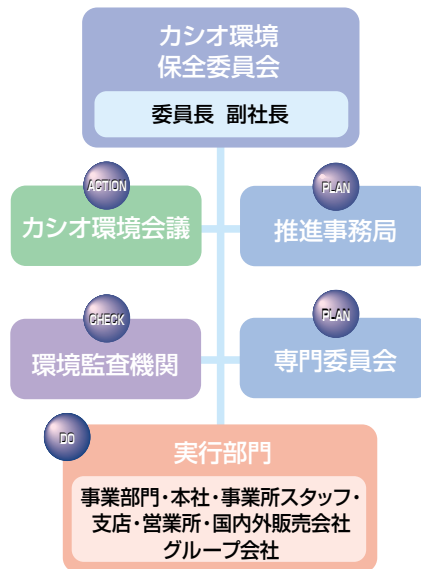 カシオ環境
保全委員会
委員長 副社長
ACTION
カシオ環境会議
PLAN
推進事務局
CHECK
環境監査機関
PLAN
専門委員会
DO
実行部門
事業部門・本社・事業所スタッフ・
支店・営業所・国内外販売会社
グループ会社